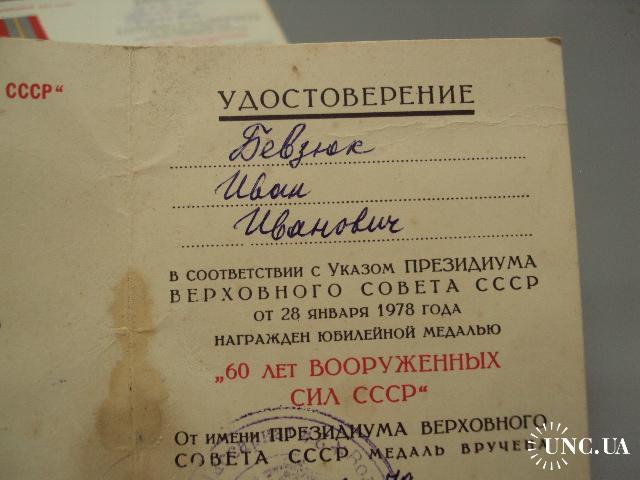 СССР"
УДОСТОВЕРЕНИЕ
Бевзюк
Иван
Иванович
В СООТВЕТСТВИИ С УКАЗОМ ПРЕЗИДИУМА
ВЕРХОВНОГО СОВЕТА СССР
ОТ 28 ЯНВАРЯ 1978 ГОДА
НАГРАЖДЕН ЮБИЛЕЙНОЙ МЕДАЛЬЮ
„60 ЛЕТ ВООРУЖЕННЫХ
СИЛ СССР"
ОТ ИМЕНИ ПРЕЗИДИУМА ВЕРХОВНОГО
СОВЕТА СССР МЕДАЛЬ ВРУЧЕНА
UNC.UA